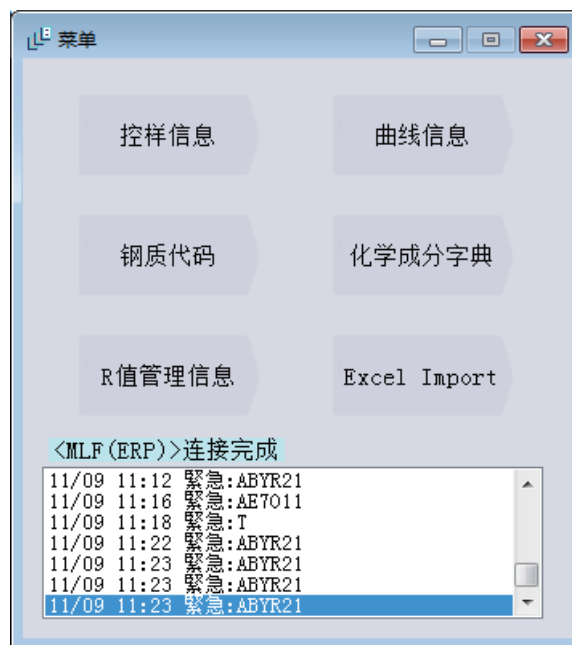 菜单
控样信息 曲线信息
钢质代码 化学成分字典
R值管理信息 Excel Import
<MLF(ERP)>连接完成
11/09 11:12 緊急:ABYR21
11/09 11:16 緊急:AE7011
11/09 11:18 緊急:T
11/09 11:22 緊急:ABYR21
11/09 11:23 緊急:ABYR21
11/09 11:23 緊急:ABYR21
11/09 11:23 緊急:ABYR21